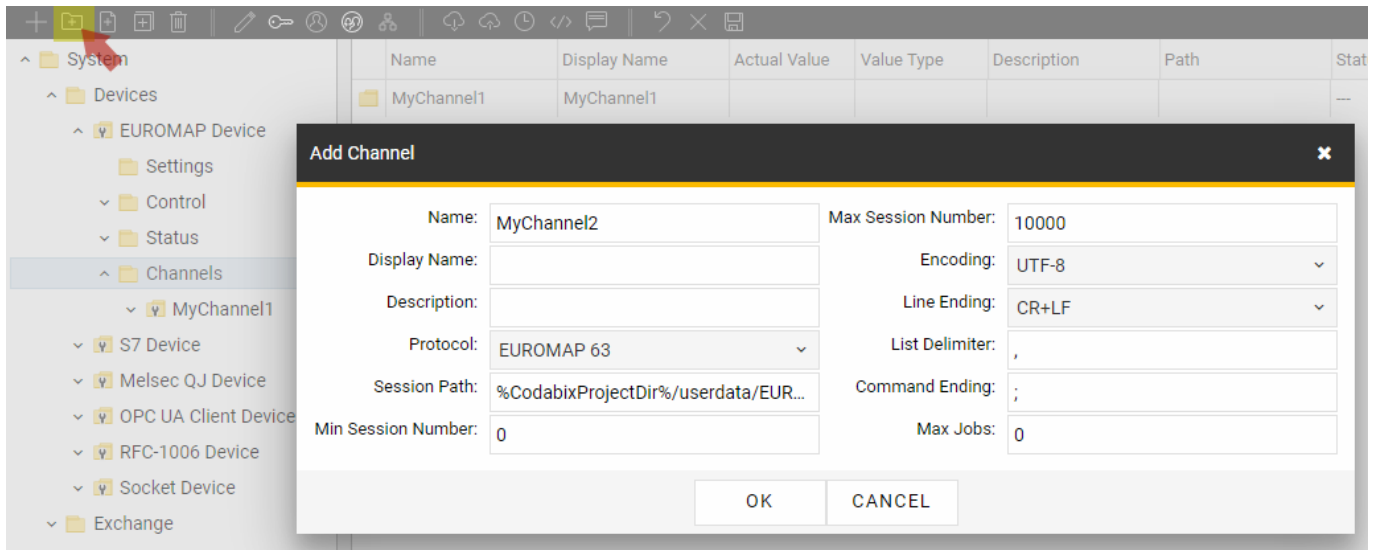 Name Display Name Actual Value Value Type Description Path Stat
System
MyChannel1 MyChannel1 ---
Devices
EUROMAP Device
Settings
Control
Status
Channels
MyChannel1
S7 Device
Melsec QJ Device
OPC UA Client Device
RFC-1006 Device
Socket Device
Exchange
Add Channel
Name: MyChannel2
Display Name:
Description:
Protocol: EUROMAP 63
Session Path: %CodabixProjectDir%/userdata/EUR...
Min Session Number: 0
Max Session Number: 10000
Encoding: UTF-8
Line Ending: CR+LF
List Delimiter: ,
Command Ending: ;
Max Jobs: 0
OK CANCEL